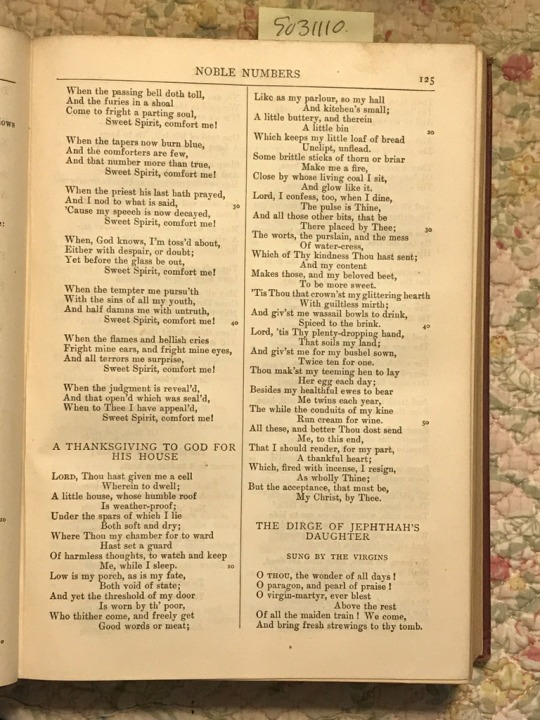 5031110.
NOBLE NUMBERS
125
When the passing bell doth toll,
And the furies in a shoal
Come to fright a parting soul,
Sweet Spirit, comfort me!
When the tapers now burn blue,
And the comforters are few,
And that number more than true,
Sweet Spirit, comfort me!
When the priest his last hath prayed,
And I nod to what is said, 30
'Cause my speech is now decayed,
Sweet Spirit, comfort me!
When, God knows, I'm toss'd about,
Either with despair, or doubt;
Yet before the glass be out,
Sweet Spirit, comfort me!
When the tempter me pursu'th
With the sins of all my youth,
And half damns me with untruth,
Sweet Spirit, comfort me! 40
When the flames and hellish cries
Fright mine ears, and fright mine eyes,
And all terrors me surprise,
Sweet Spirit, comfort me!
When the judgment is reveal'd,
And that open'd which was seal'd,
When to Thee I have appeal'd,
Sweet Spirit, comfort me!
A THANKSGIVING TO GOD FOR
HIS HOUSE
LORD, Thou hast given me a cell
Wherein to dwell;
A little house, whose humble roof
Is weather-proof;
Under the spars of which I lie
Both soft and dry;
Where Thou my chamber for to ward
Hast set a guard
Of harmless thoughts, to watch and keep
Me, while I sleep. 10
Low is my porch, as is my fate,
Both void of state;
And yet the threshold of my door
Is worn by th' poor,
Who thither come, and freely get
Good words or meat;
Like as my parlour, so my hall
And kitchen's small;
A little buttery, and therein
A little bin 20
Which keeps my little loaf of bread
Unclipt, unflead.
Some brittle sticks of thorn or briar
Make me a fire,
Close by whose living coal I sit,
And glow like it.
Lord, I confess, too, when I dine,
The pulse is Thine,
And all those other bits, that be
There placed by Thee; 30
The worts, the purslain, and the mess
Of water-cress,
Which of Thy kindness Thou hast sent;
And my content
Makes those, and my beloved beet,
To be more sweet.
'Tis Thou that crown'st my glittering hearth
With guiltless mirth;
And giv'st me wassail bowls to drink,
Spiced to the brink. 40
Lord, 'tis Thy plenty-dropping hand,
That soils my land;
And giv'st me for my bushel sown,
Twice ten for one.
Thou mak'st my teeming hen to lay
Her egg each day;
Besides my healthful ewes to bear
Me twins each year,
The while the conduits of my kine
Run cream for wine. 50
All these, and better Thou dost send
Me, to this end,
That I should render, for my part,
A thankful heart;
Which, fired with incense, I resign,
As wholly Thine;
But the acceptance, that must be,
My Christ, by Thee.
THE DIRGE OF JEPHTHAH'S
DAUGHTER
SUNG BY THE VIRGINS
O THOU, the wonder of all days!
O paragon, and pearl of praise!
O virgin-martyr, ever blest
Above the rest
Of all the maiden train! We come,
And bring fresh strewings to thy tomb.